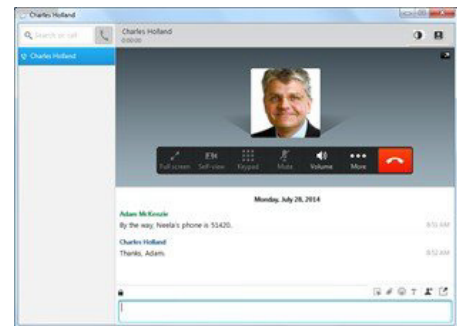 Charles Holland
Search or call
Charles Holland
0:00:00
Charles Holland
Full screen
Self-view
Keypad
Mute
Volume
More
Monday, July 28, 2014
Adam McKenzie
By the way, Neela's phone is 51420.
8:51 AM
Charles Holland
Thanks, Adam.
8:52 AM